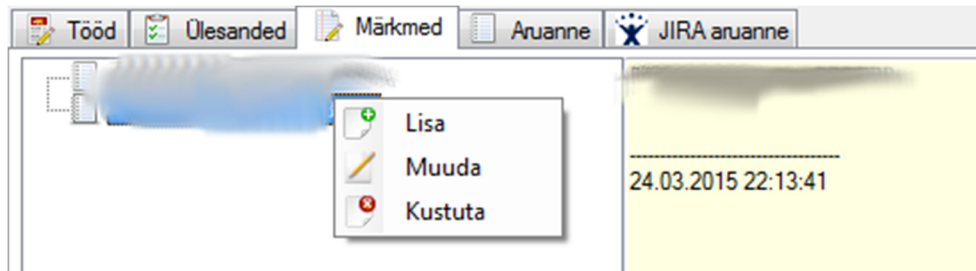 Tööd Ülesanded Märkmed Aruanne JIRA aruanne
Lisa
Muuda
Kustuta
24.03.2015 22:13:41